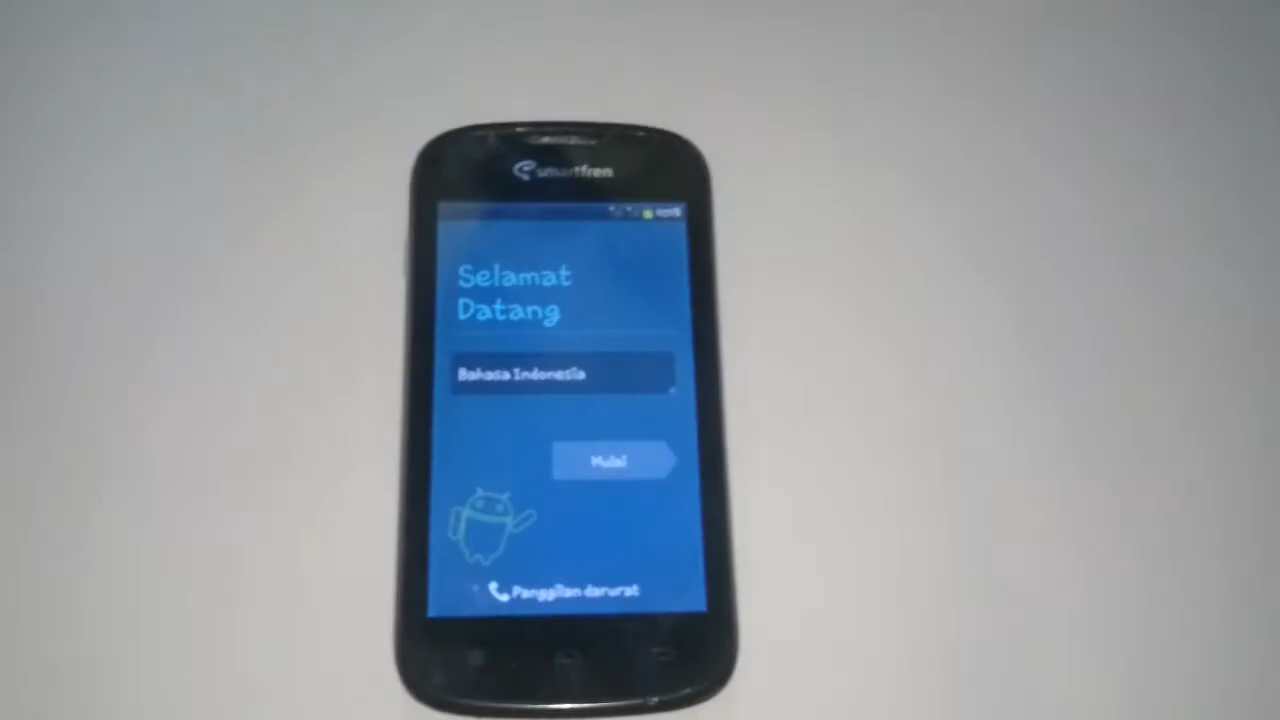 smartfren
Selamat
Datang
Bahasa Indonesia
Mulai
Panggilan darurat